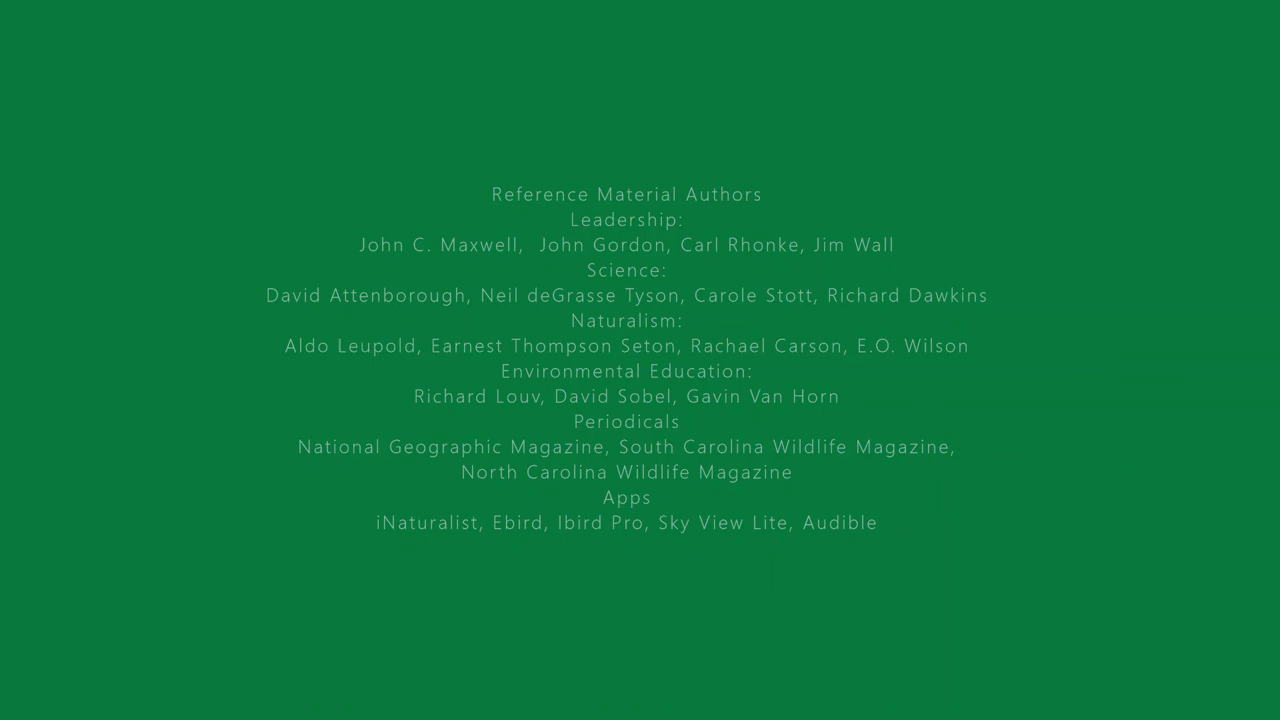 Reference Material Authors
Leadership:
John C. Maxwell, John Gordon, Carl Rhonke, Jim Wall
Science:
David Attenborough, Neil deGrasse Tyson, Carole Stott, Richard Dawkins
Naturalism:
Aldo Leupold, Earnest Thompson Seton, Rachael Carson, E.O. Wilson
Environmental Education:
Richard Louv, David Sobel, Gavin Van Horn
Periodicals
National Geographic Magazine, South Carolina Wildlife Magazine,
North Carolina Wildlife Magazine
Apps
iNaturalist, Ebird, Ibird Pro, Sky View Lite, Audible